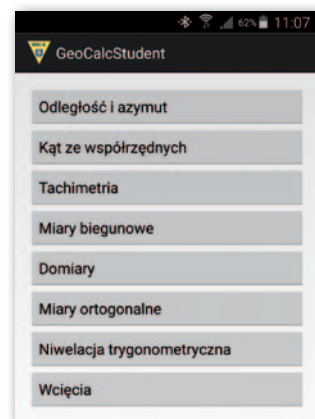 62% 11:07
GeoCalcStudent
Odległość i azymut
Kąt ze współrzędnych
Tachimetria
Miary biegunowe
Domiary
Miary ortogonalne
Niwelacja trygonometryczna
Wcięcia